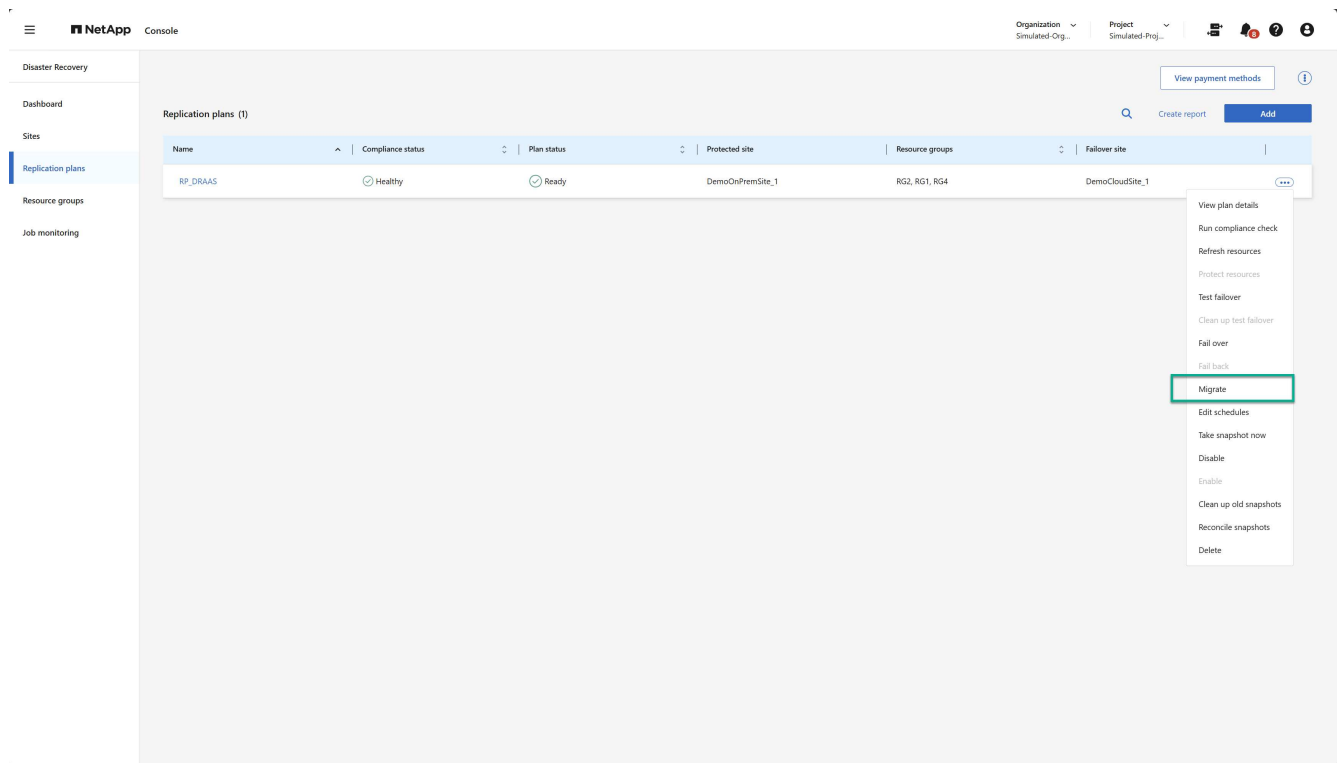 NetApp Console
Organization
Simulated-Org...
Project
Simulated-Proj...
8
Disaster Recovery
Dashboard
Sites
Replication plans
Resource groups
Job monitoring
View payment methods
Replication plans (1)
Create report
Add
Name
Compliance status
Plan status
Protected site
Resource groups
Failover site
RP_DRAAS
Healthy
Ready
DemoOnPremSite_1
RG2, RG1, RG4
DemoCloudSite_1
View plan details
Run compliance check
Refresh resources
Protect resources
Test failover
Clean up test failover
Fail over
Fail back
Migrate
Edit schedules
Take snapshot now
Disable
Enable
Clean up old snapshots
Reconcile snapshots
Delete